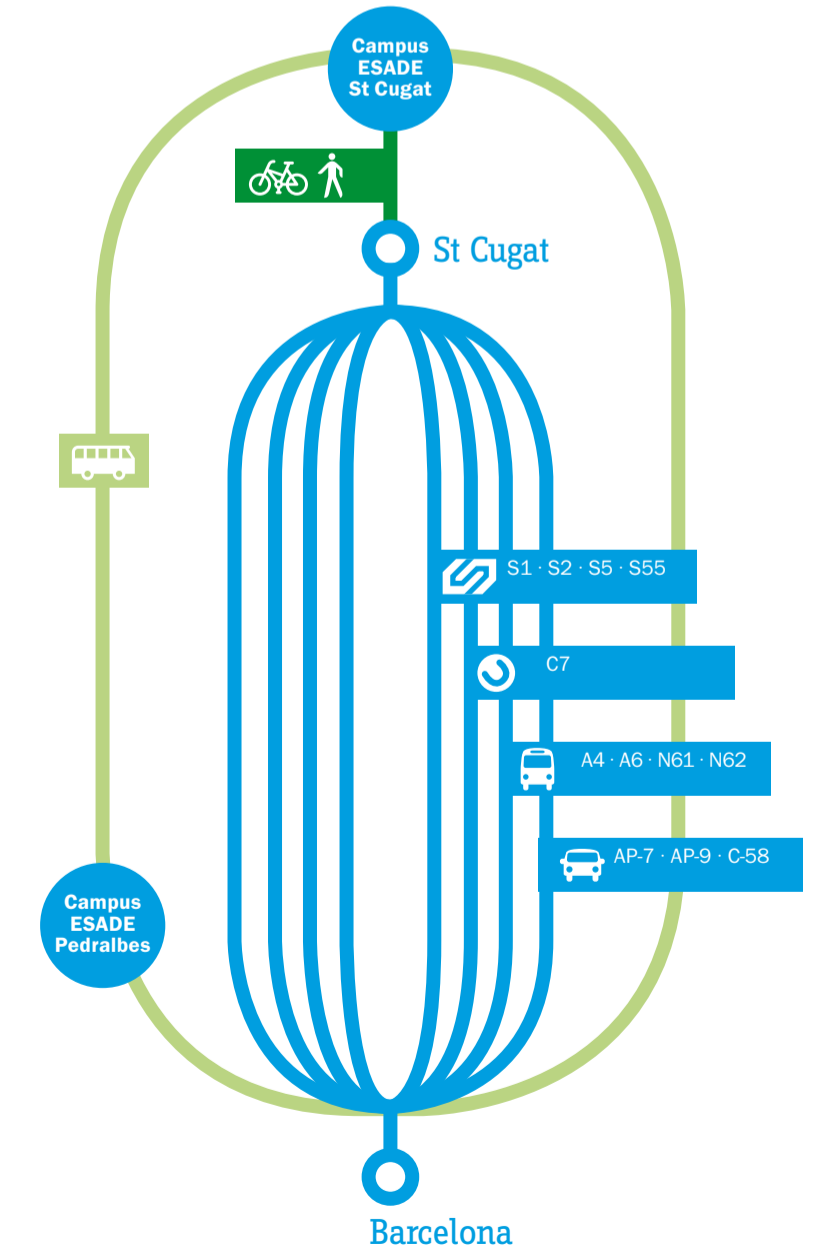 Campus
ESADE
St Cugat
St Cugat
S1 · S2 · S5 · S55
C7
A4 · A6 · N61 · N62
AP-7 · AP-9 · C-58
Campus
ESADE
Pedralbes
Barcelona